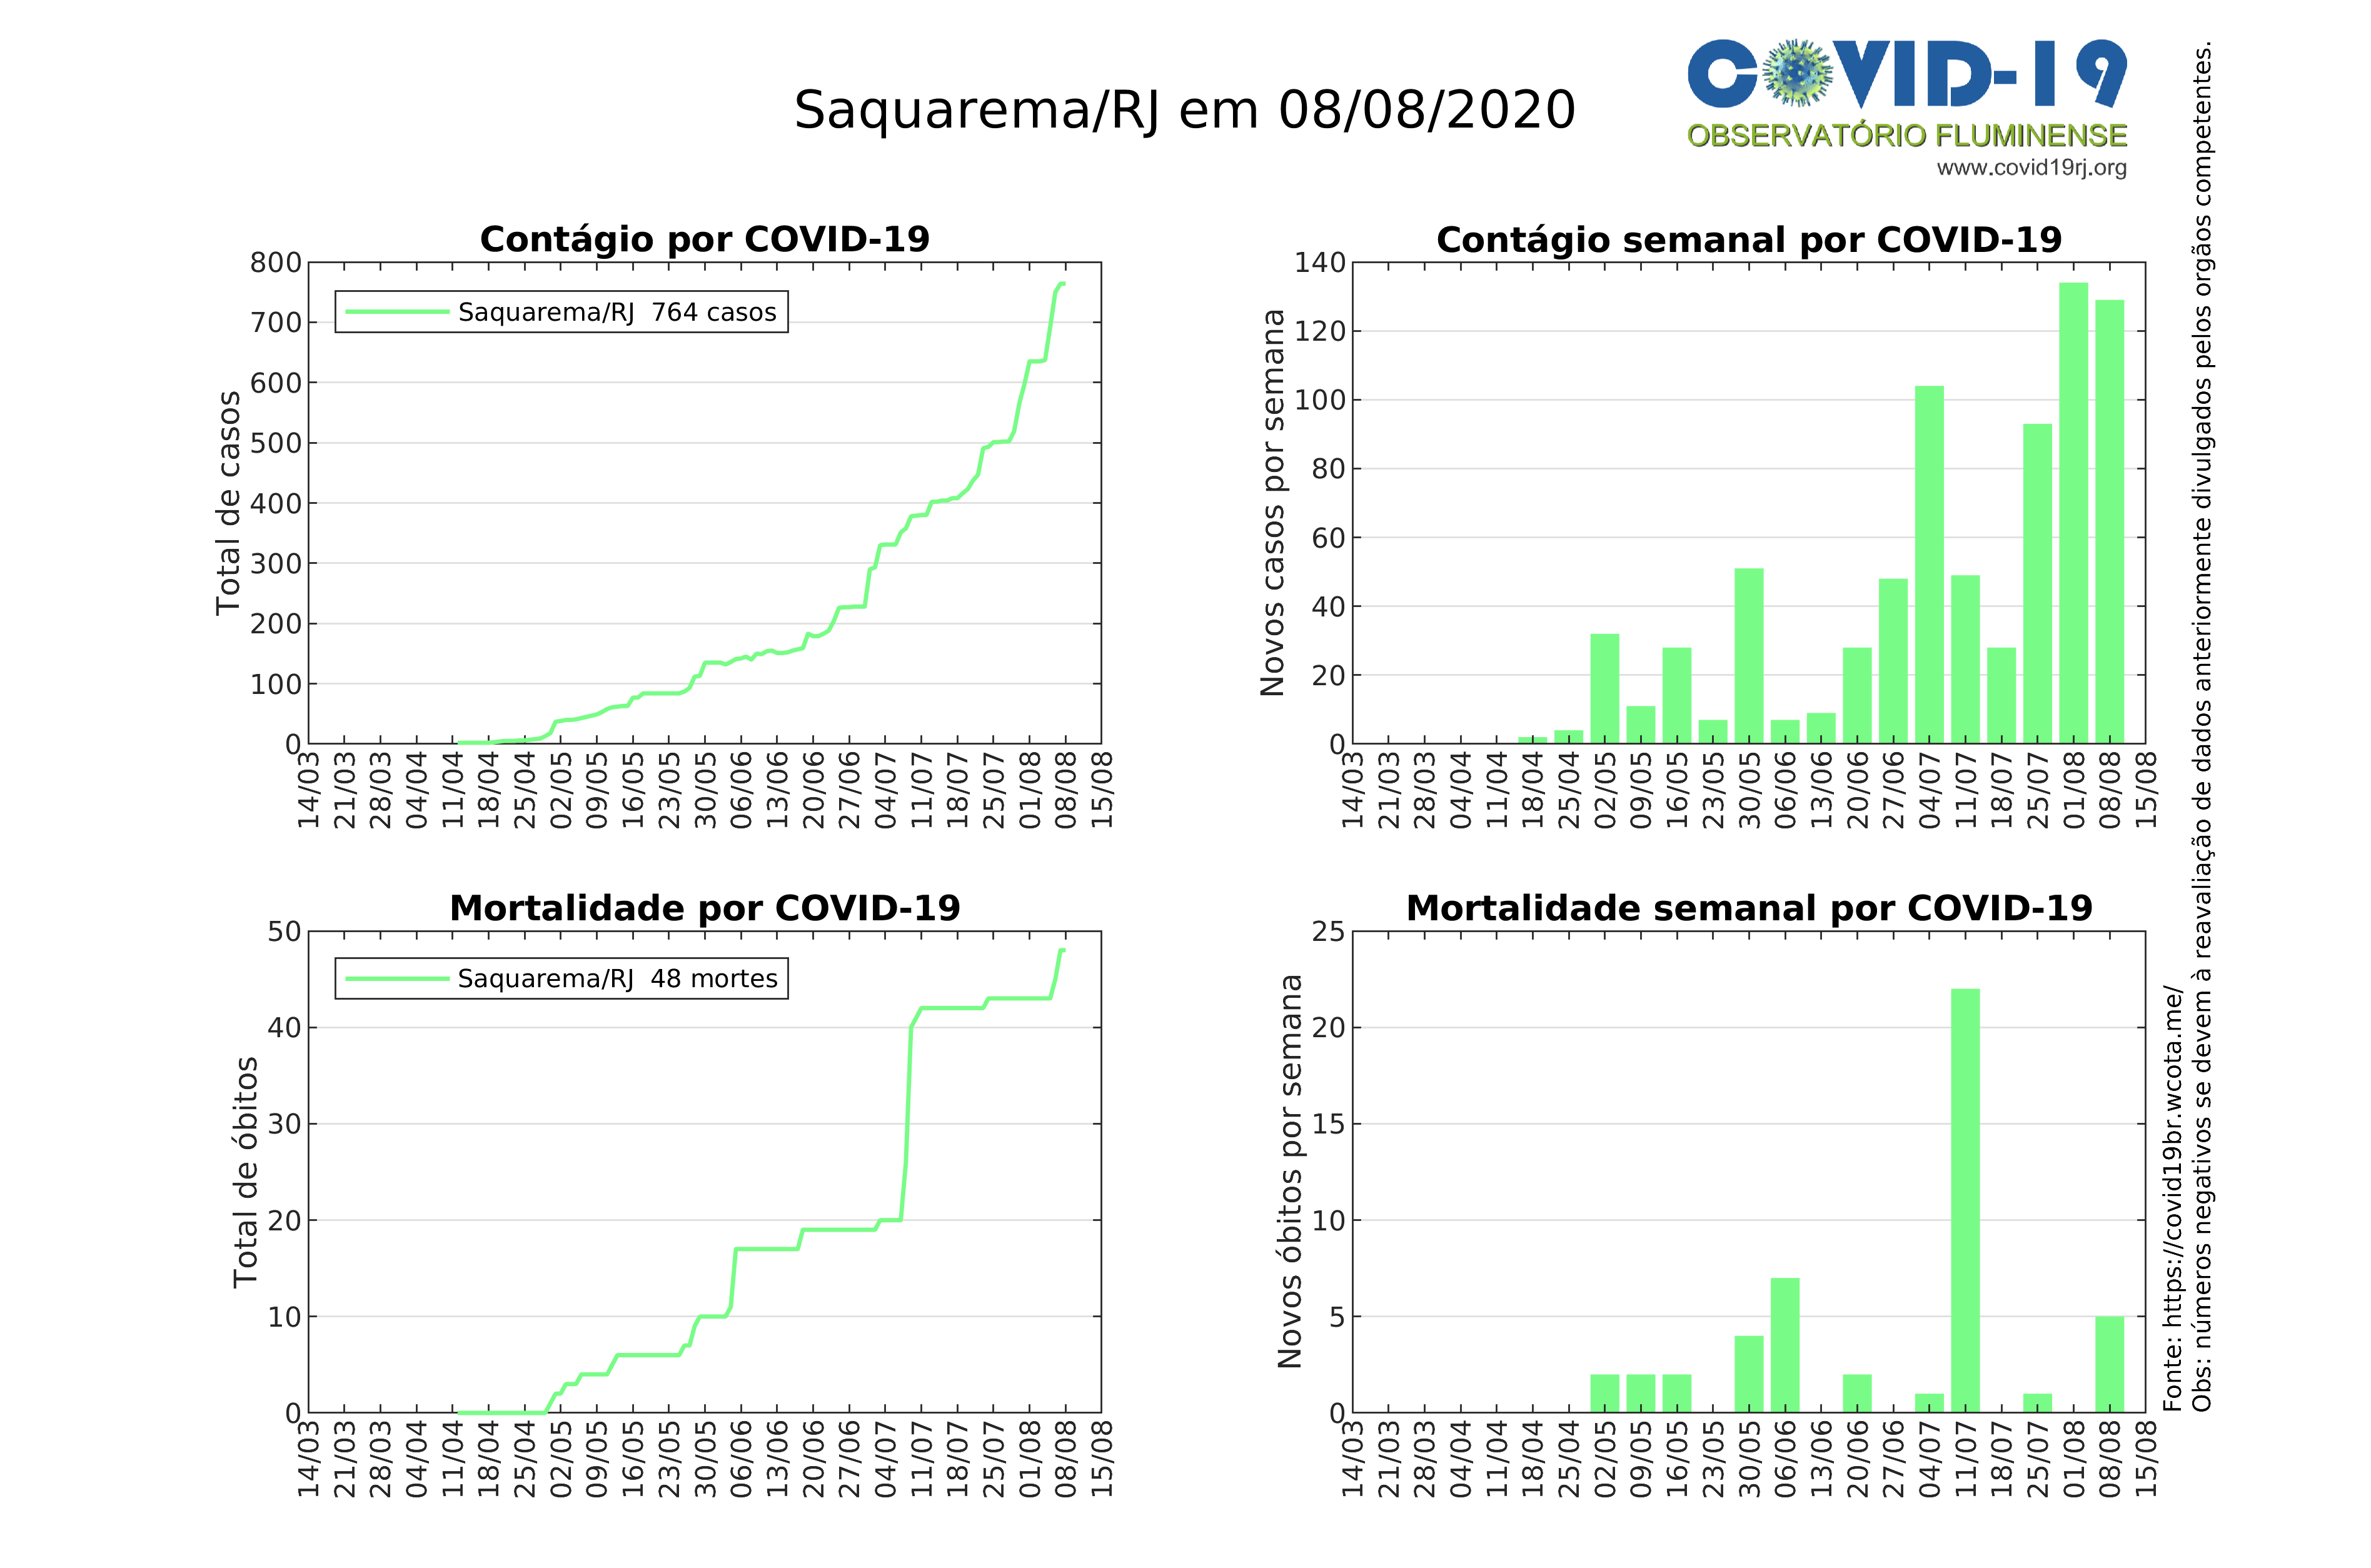 Saquarema/RJ em 08/08/2020
COVID-19
OBSERVATÓRIO FLUMINENSE
www.covid19rj.org
Contágio por COVID-19
Total de casos
800
700
600
500
400
300
200
100
0
Saquarema/RJ 764 casos
14/03 21/03 28/03 04/04 11/04 18/04 25/04 02/05 09/05 16/05 23/05 30/05 06/06 13/06 20/06 27/06 04/07 11/07 18/07 25/07 01/08 08/08 15/08
Contágio semanal por COVID-19
Novos casos por semana
140
120
100
80
60
40
20
0
14/03 21/03 28/03 04/04 11/04 18/04 25/04 02/05 09/05 16/05 23/05 30/05 06/06 13/06 20/06 27/06 04/07 11/07 18/07 25/07 01/08 08/08 15/08
Mortalidade por COVID-19
Total de óbitos
50
40
30
20
10
0
Saquarema/RJ 48 mortes
14/03 21/03 28/03 04/04 11/04 18/04 25/04 02/05 09/05 16/05 23/05 30/05 06/06 13/06 20/06 27/06 04/07 11/07 18/07 25/07 01/08 08/08 15/08
Mortalidade semanal por COVID-19
Novos óbitos por semana
25
20
15
10
5
0
14/03 21/03 28/03 04/04 11/04 18/04 25/04 02/05 09/05 16/05 23/05 30/05 06/06 13/06 20/06 27/06 04/07 11/07 18/07 25/07 01/08 08/08 15/08
Fonte: https://covid19br.wcota.me/
Obs: números negativos se devem à reavaliação de dados anteriormente divulgados pelos orgãos competentes.